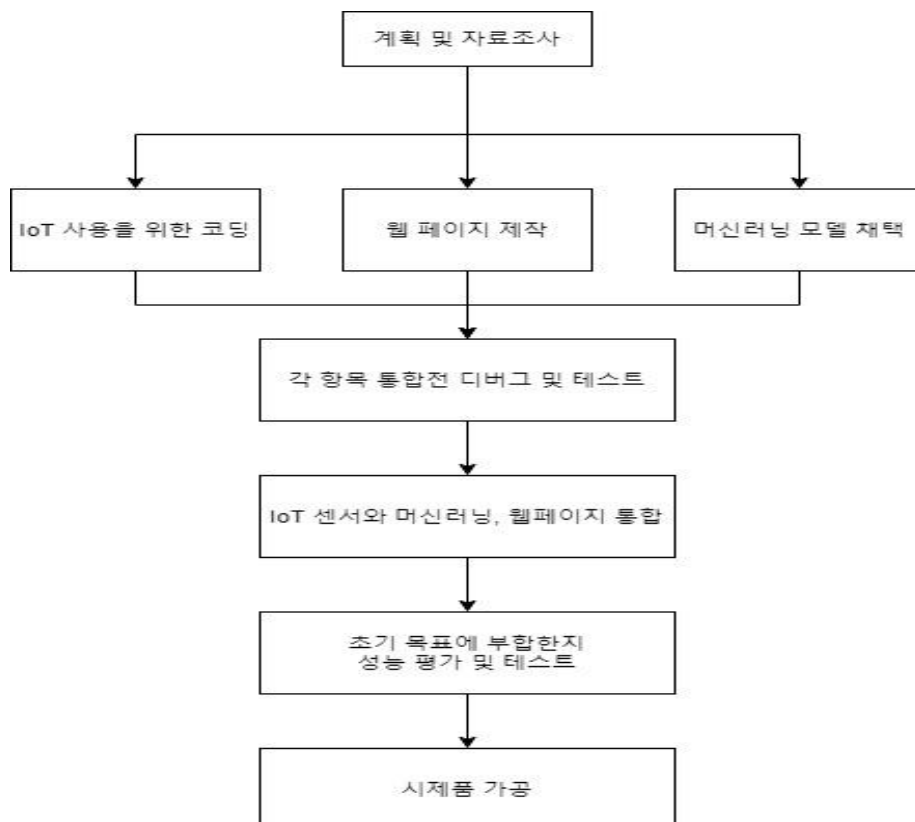 계획 및 자료조사
IoT 사용을 위한 코딩
웹 페이지 제작
머신러닝 모델 채택
각 항목 통합전 디버그 및 테스트
IoT 센서와 머신러닝, 웹페이지 통합
초기 목표에 부합한지
성능 평가 및 테스트
시제품 가공